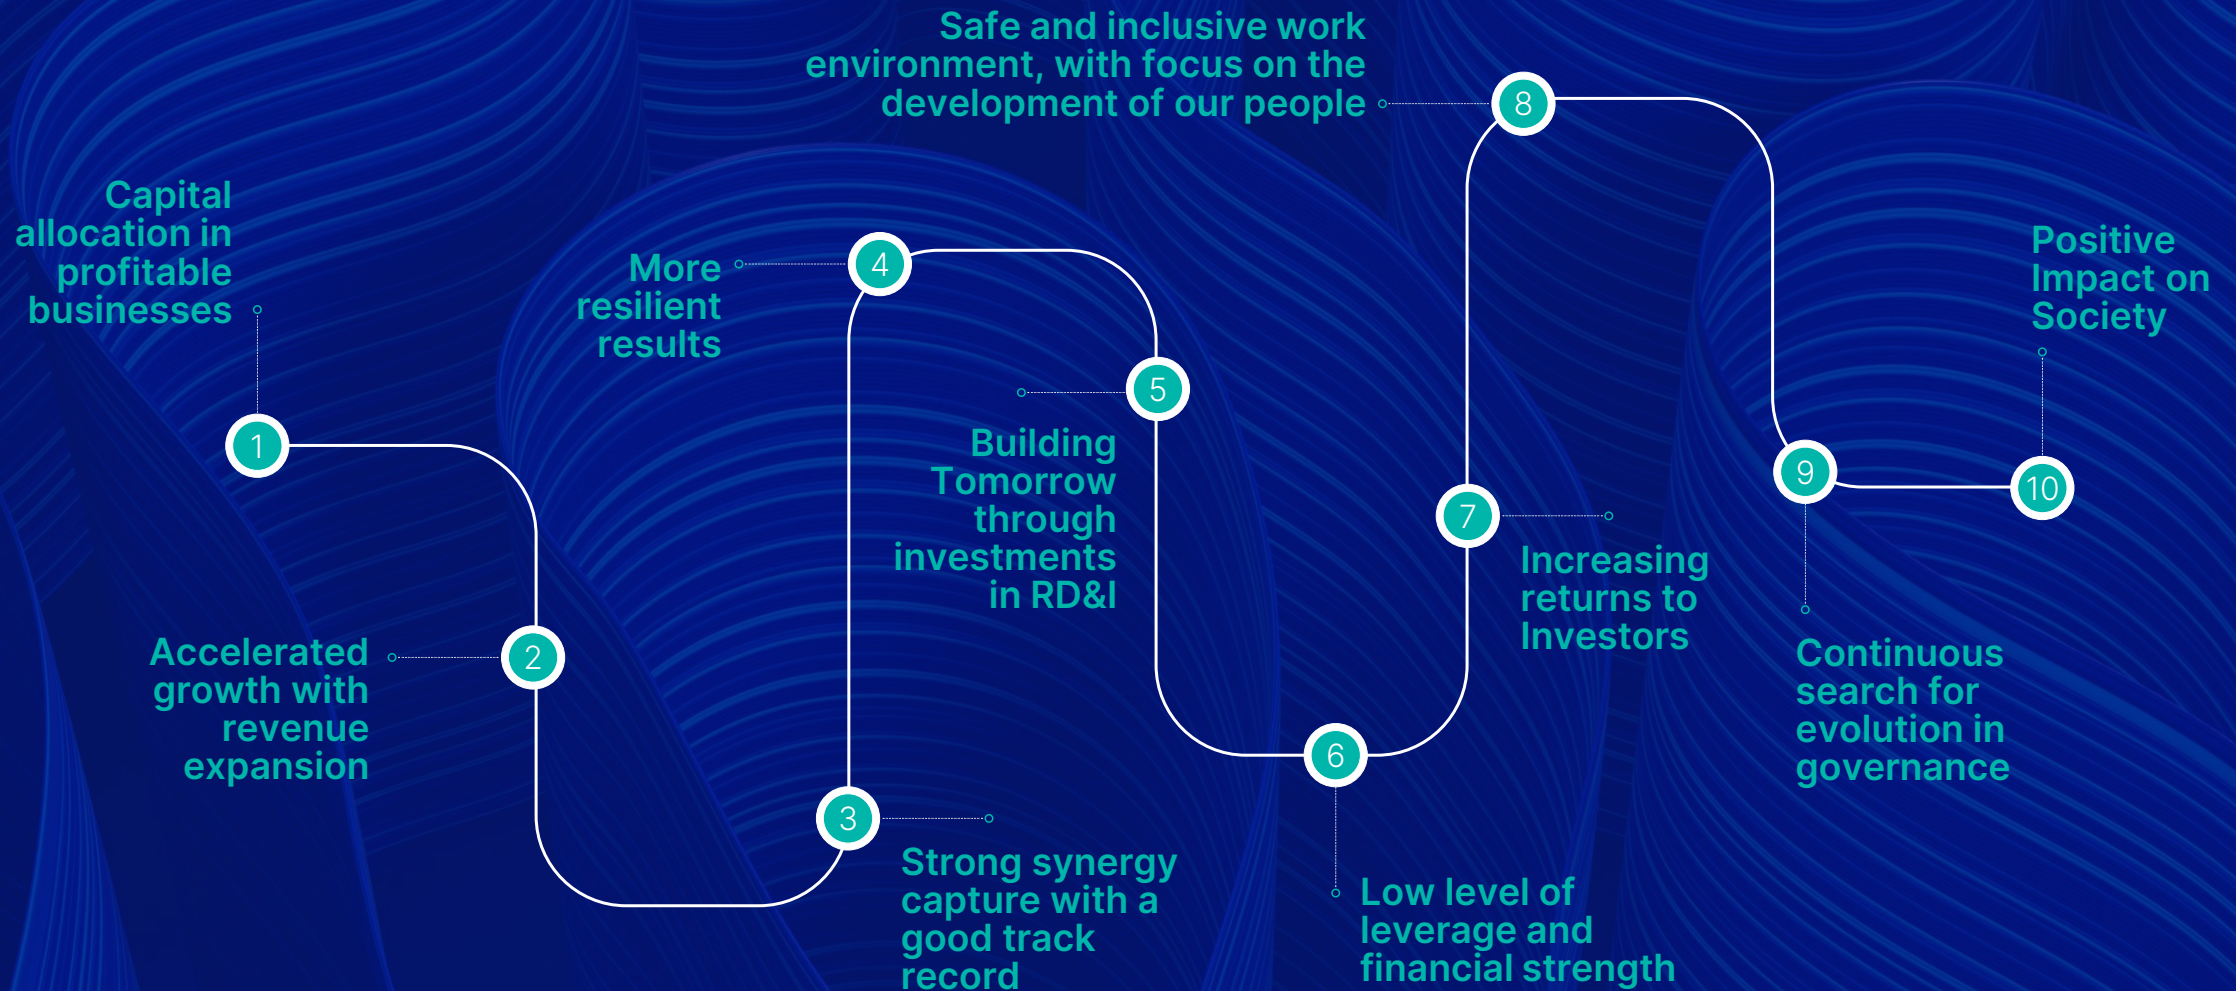 1
Capital
allocation in
profitable
businesses
2
Accelerated
growth with
revenue
expansion
3
Strong synergy
capture with a
good track
record
4
More
resilient
results
5
Building
Tomorrow
through
investments
in RD&I
6
Low level of
leverage and
financial strength
7
Increasing
returns to
Investors
8
Safe and inclusive work
environment, with focus on the
development of our people
9
Continuous
search for
evolution in
governance
10
Positive
Impact on
Society